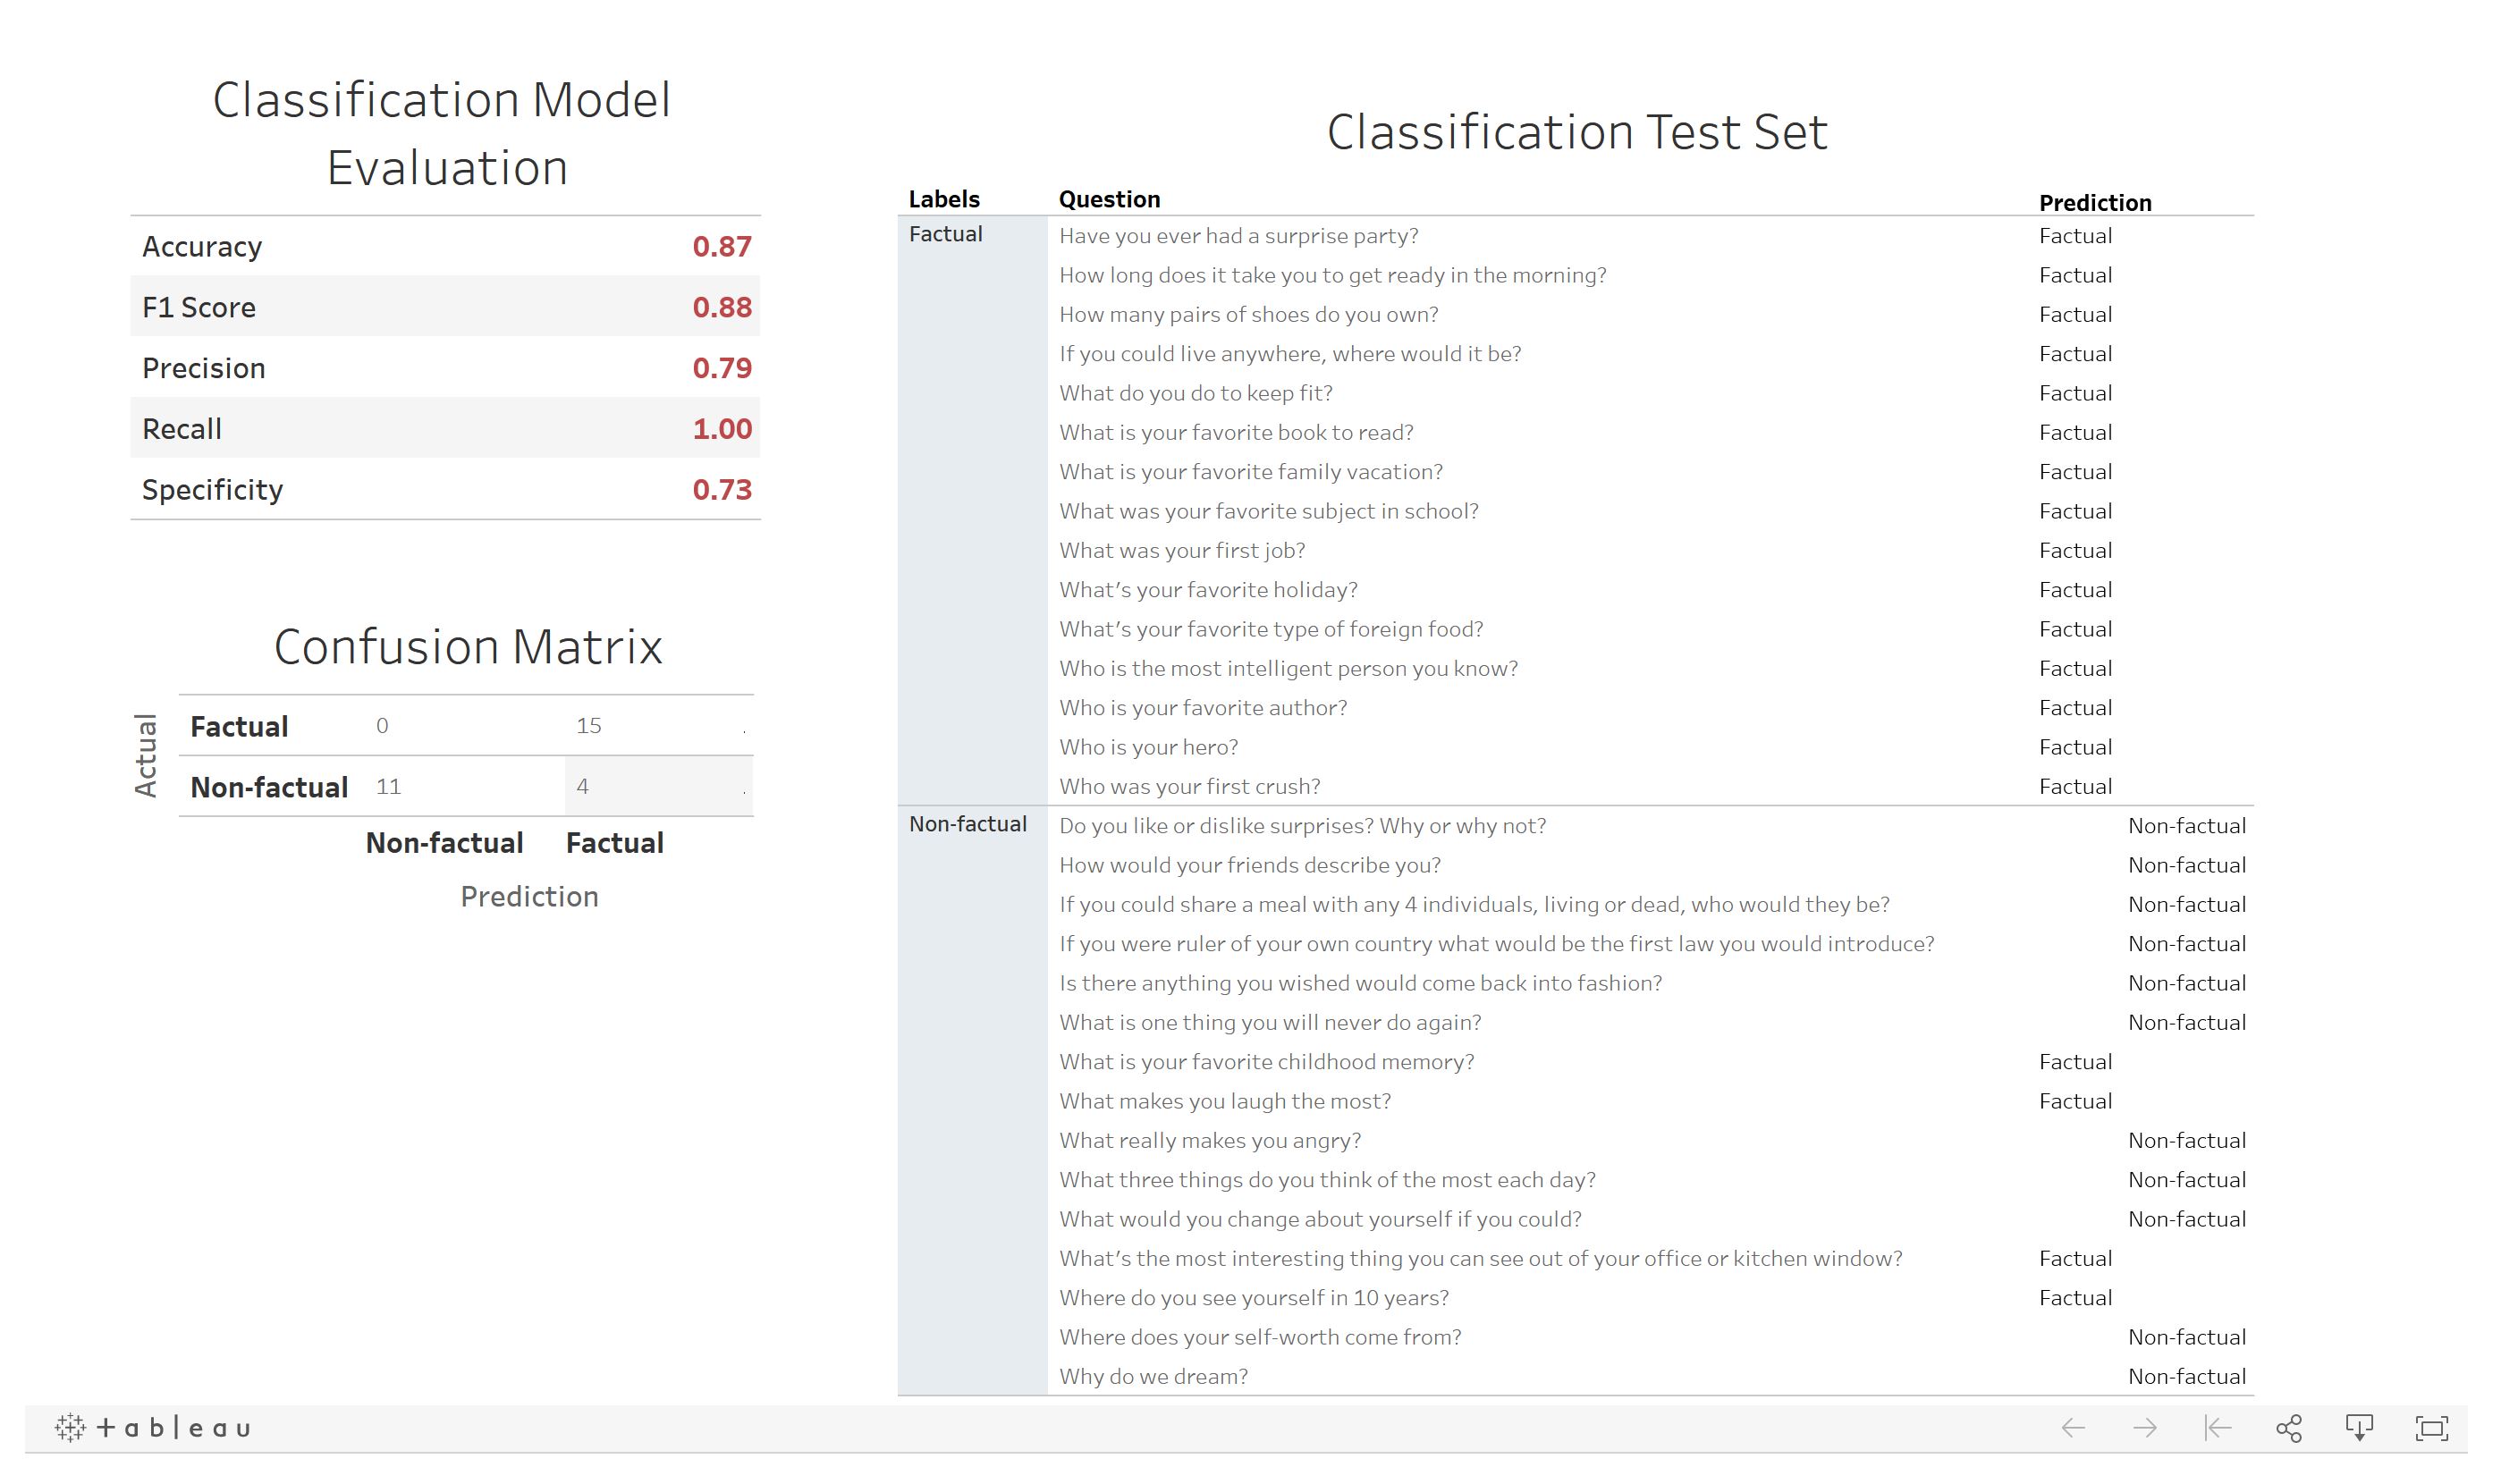 Classification Model
Evaluation
Accuracy 0.87
F1 Score 0.88
Precision 0.79
Recall 1.00
Specificity 0.73
Confusion Matrix
Actual
Factual 0 15 .
Non-factual 11 4 .
Non-factual Factual
Prediction
Classification Test Set
Labels Question Prediction
Factual Have you ever had a surprise party? Factual
How long does it take you to get ready in the morning? Factual
How many pairs of shoes do you own? Factual
If you could live anywhere, where would it be? Factual
What do you do to keep fit? Factual
What is your favorite book to read? Factual
What is your favorite family vacation? Factual
What was your favorite subject in school? Factual
What was your first job? Factual
What's your favorite holiday? Factual
What's your favorite type of foreign food? Factual
Who is the most intelligent person you know? Factual
Who is your favorite author? Factual
Who is your hero? Factual
Who was your first crush? Factual
Non-factual Do you like or dislike surprises? Why or why not? Non-factual
How would your friends describe you? Non-factual
If you could share a meal with any 4 individuals, living or dead, who would they be? Non-factual
If you were ruler of your own country what would be the first law you would introduce? Non-factual
Is there anything you wished would come back into fashion? Non-factual
What is one thing you will never do again? Non-factual
What is your favorite childhood memory? Factual
What makes you laugh the most? Factual
What really makes you angry? Non-factual
What three things do you think of the most each day? Non-factual
What would you change about yourself if you could? Non-factual
What's the most interesting thing you can see out of your office or kitchen window? Factual
Where do you see yourself in 10 years? Factual
Where does your self-worth come from? Non-factual
Why do we dream? Non-factual
+ableau